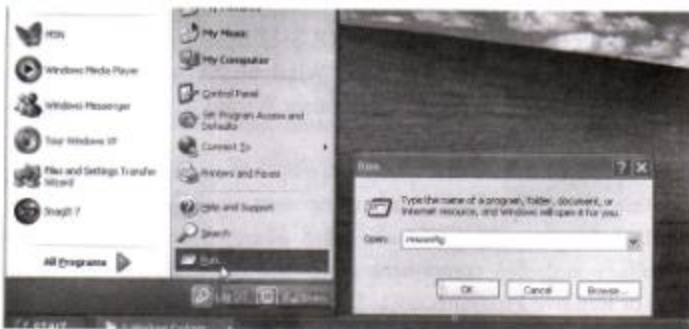 MSN
Windows Media Player
Windows Messenger
Tour Windows XP
Files and Settings Transfer
Wizard
SnagIt 7
All Programs
My Music
My Computer
Control Panel
Set Program Access and
Defaults
Connect To
Printers and Faxes
Help and Support
Search
Run...
Log Off
start
Run
Type the name of a program, folder, document, or
Internet resource, and Windows will open it for you.
Open:
msconfig
OK
Cancel
Browse...